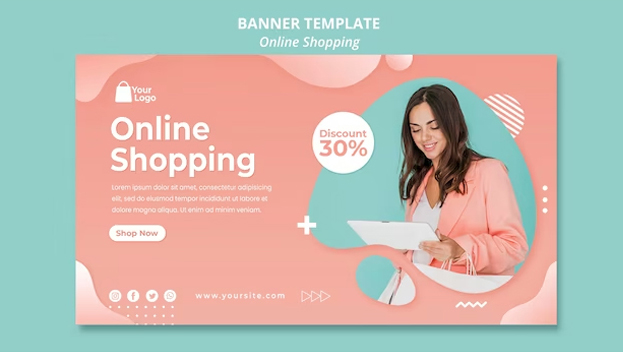 BANNER TEMPLATE
Online Shopping
Your
Logo
Online
Shopping
Lorem ipsum dolor sit amet, consectetur adipiscing
elit, sed do eiusmod tempor incididunt ut labore et
dolore magna aliqua. Ut enim ad minim veniam.
Shop Now
Discount
30%
www.yoursite.com